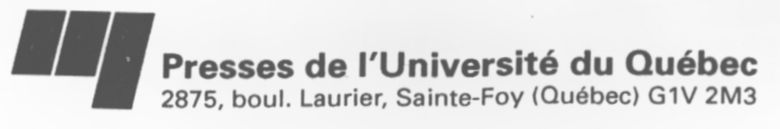 Presses de l'Université du Québec
2875, boul. Laurier, Sainte-Foy (Québec) G1V 2M3